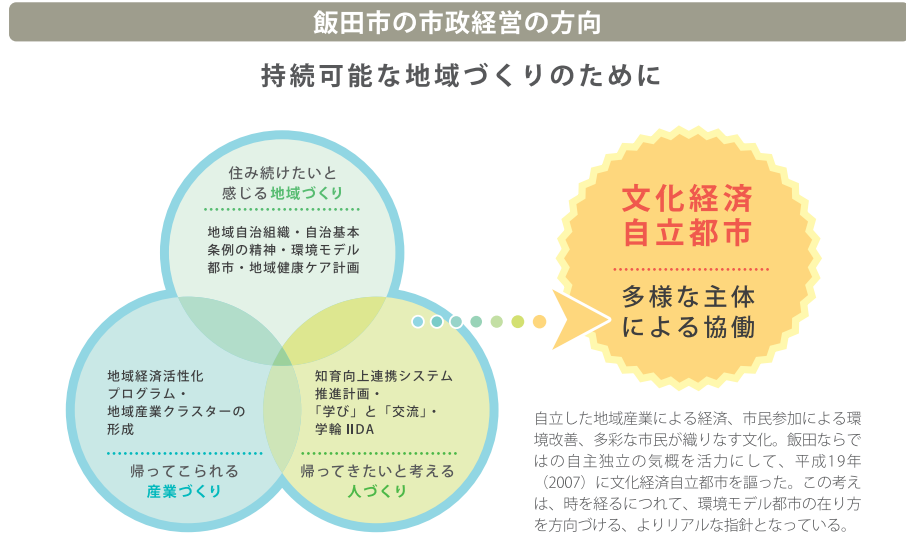 飯田市の市政経営の方向
持続可能な地域づくりのために
住み続けたいと
感じる地域づくり
地域自治組織・自治基本
条例の精神・環境モデル
都市・地域健康ケア計画
地域経済活性化
プログラム・
地域産業クラスターの
形成
帰ってこられる
産業づくり
知育向上連携システム
推進計画・
「学び」と「交流」・
学輪 IIDA
帰ってきたいと考える
人づくり
文化経済
自立都市
多様な主体
による協働
自立した地域産業による経済、市民参加による環
境改善、多彩な市民が織りなす文化。飯田ならで
はの自主独立の気概を活力にして、平成19年
（2007）に文化経済自立都市を謳った。この考え
は、時を経るにつれて、環境モデル都市の在り方
を方向づける、よりリアルな指針となっている。